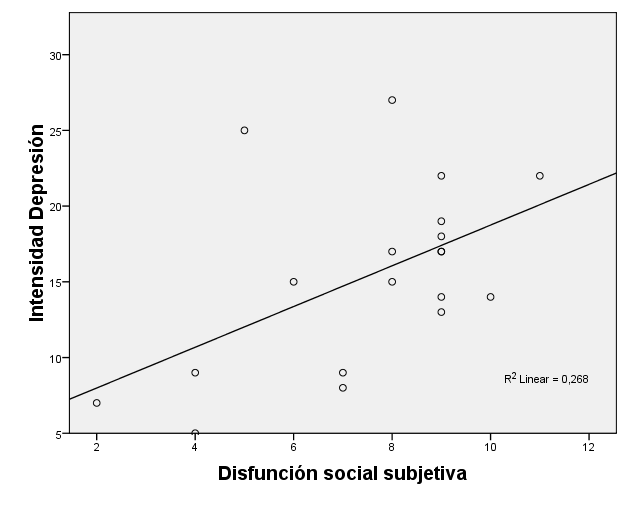 30
25
20
15
10
5
Intensidad Depresión
R2 Linear = 0,268
2 4 6 8 10 12
Disfunción social subjetiva